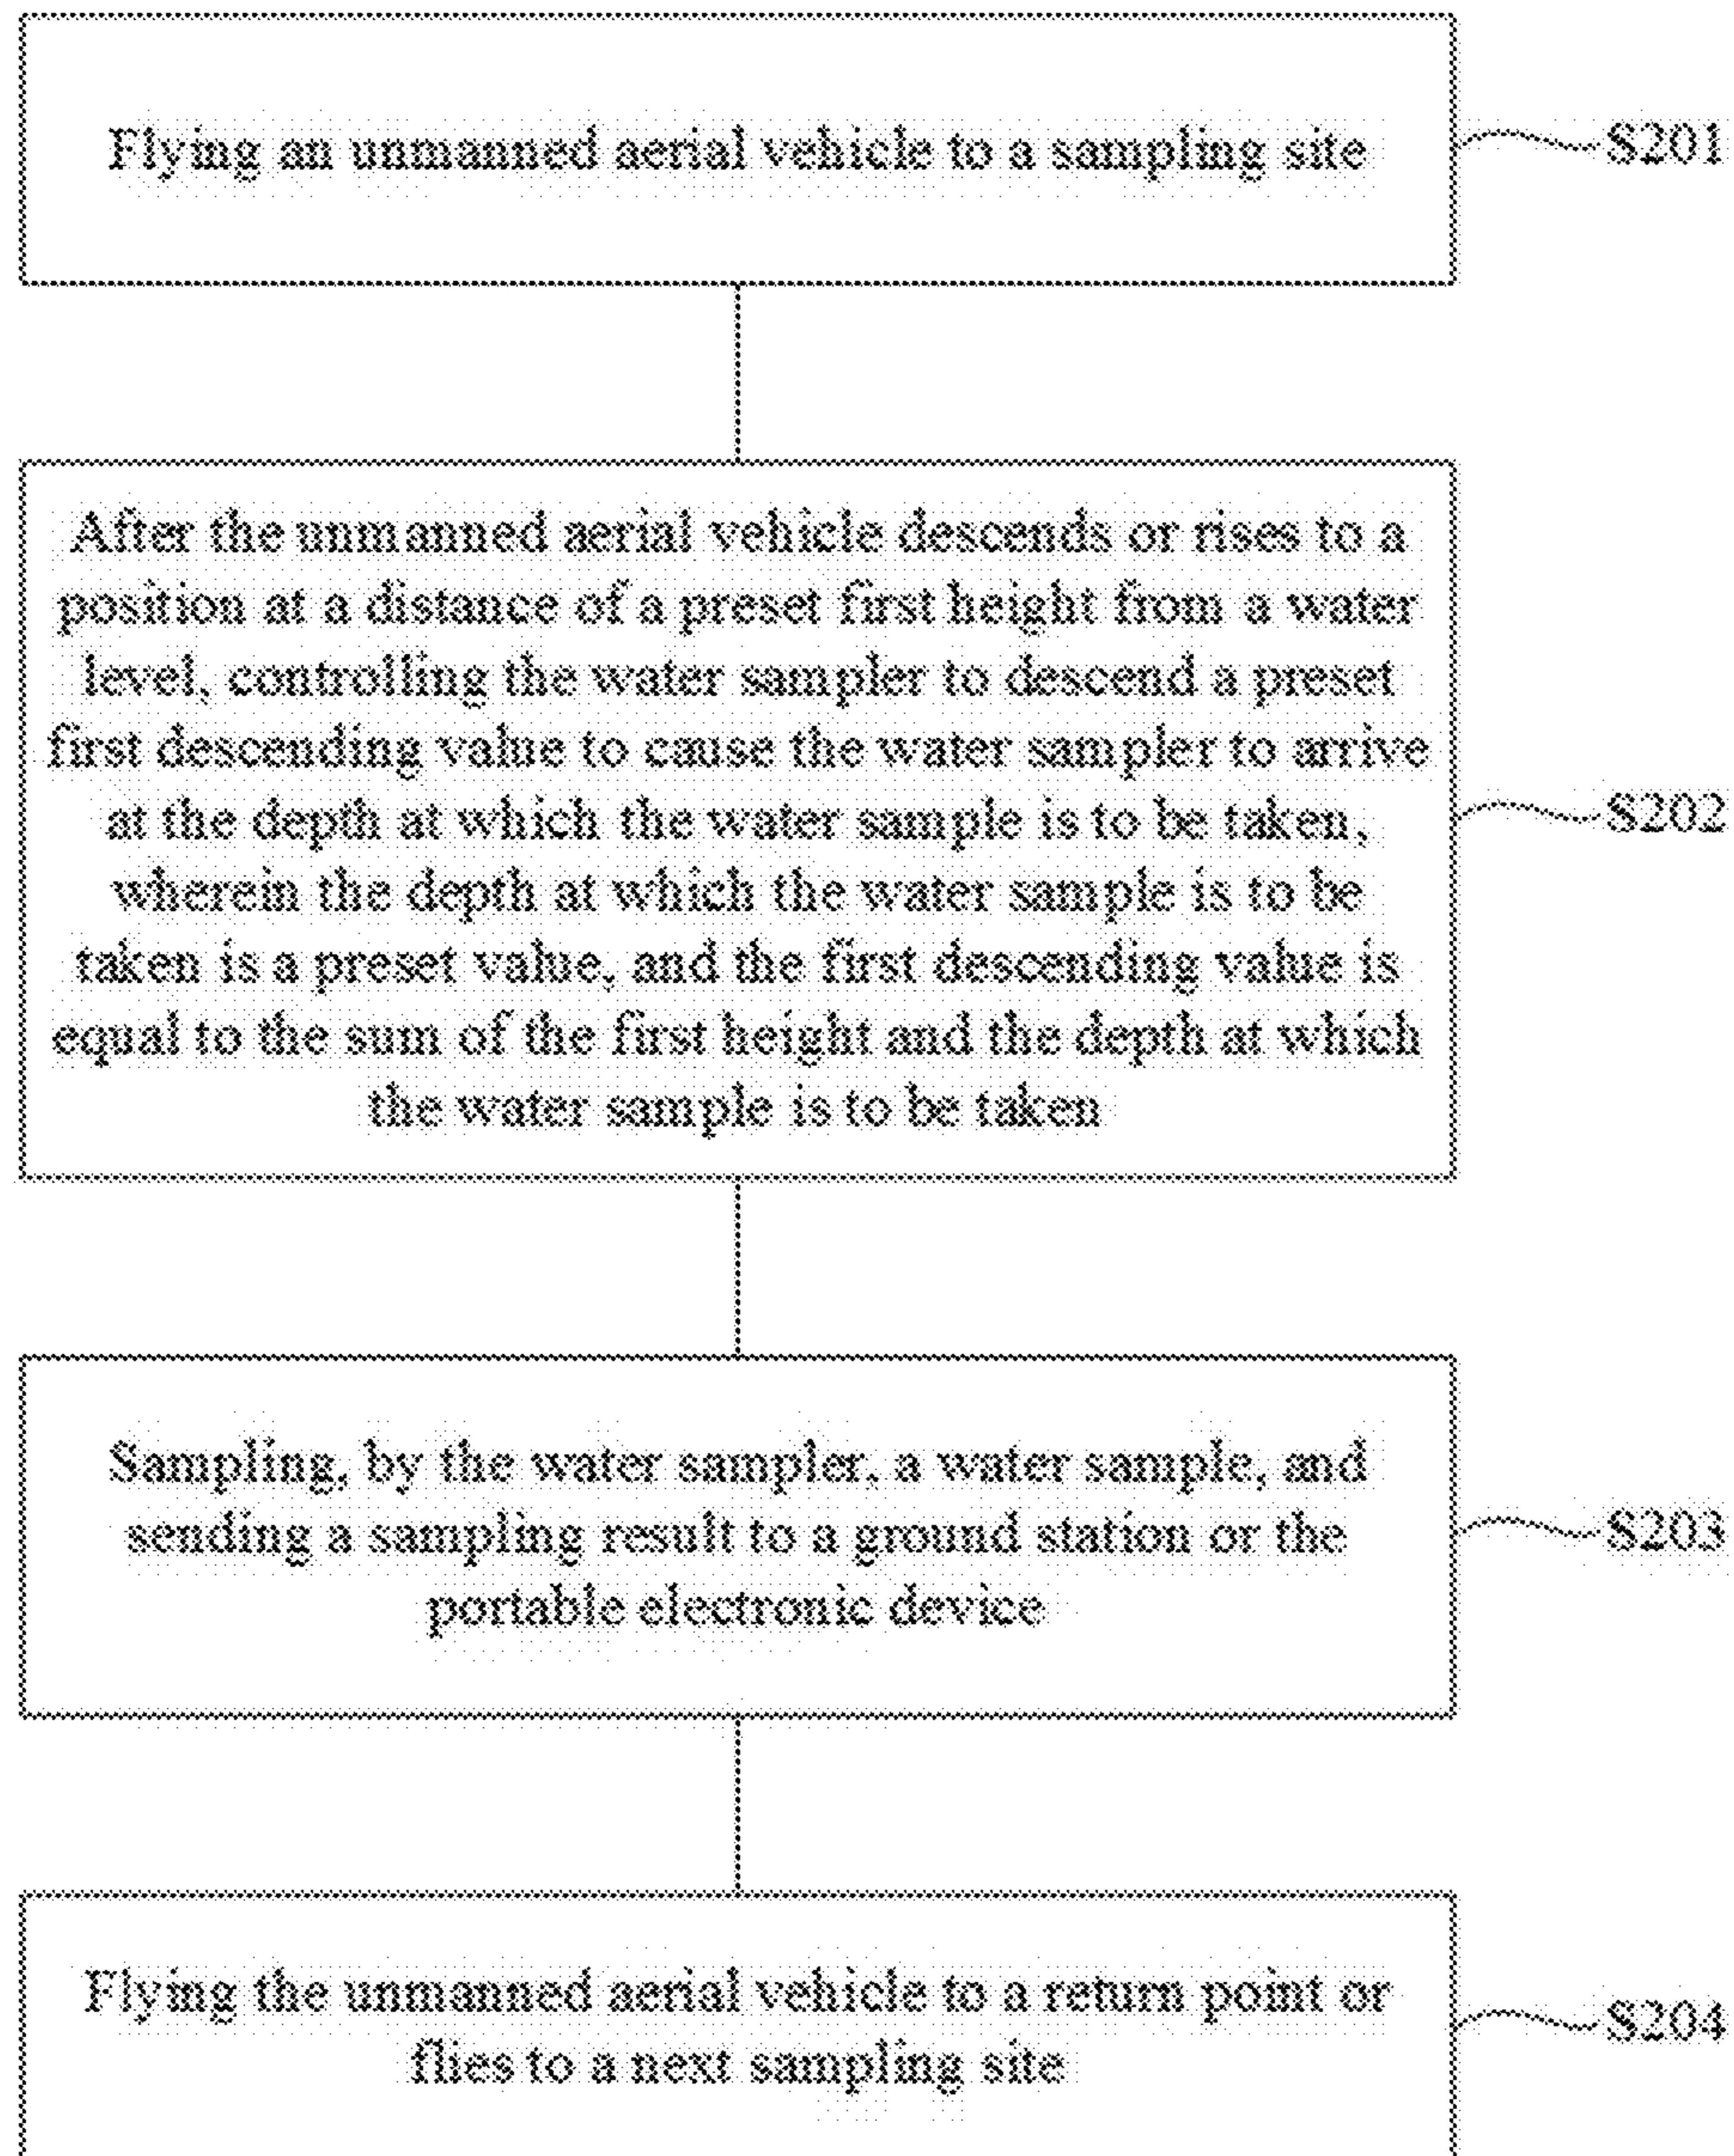 Flying an unmanned aerial vehicle to a sampling site
S201
After the unmanned aerial vehicle descends or rises to a
position at a distance of a preset first height from a water
level, controlling the water sampler to descend a preset
first descending value to cause the water sampler to arrive
at the depth at which the water sample is to be taken,
wherein the depth at which the water sample is to be
taken is a preset value, and the first descending value is
equal to the sum of the first height and the depth at which
the water sample is to be taken
S202
Sampling, by the water sampler, a water sample, and
sending a sampling result to a ground station or the
portable electronic device
S203
Flying the unmanned aerial vehicle to a return point or
flies to a next sampling site
S204